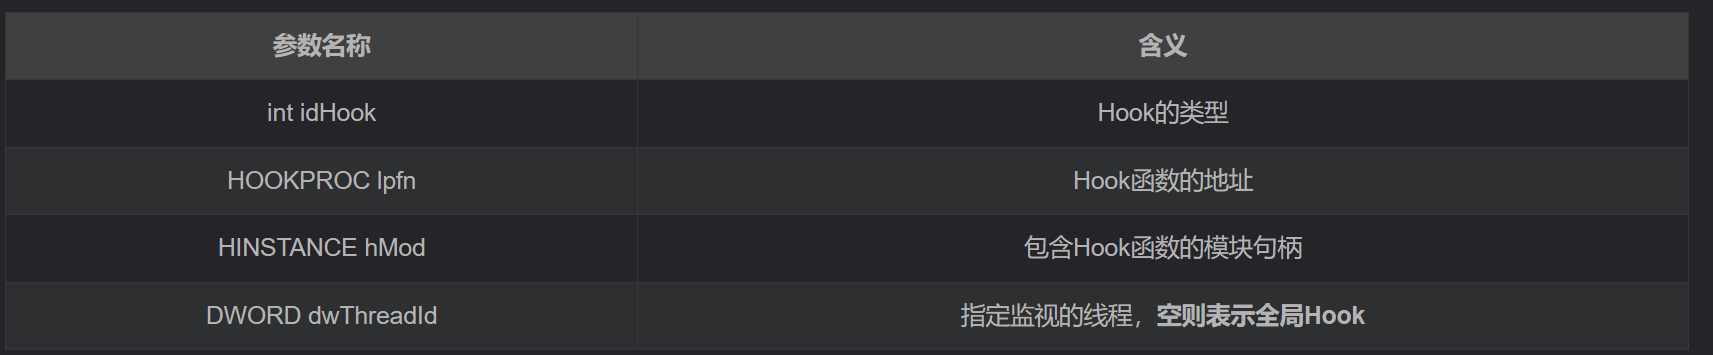 参数名称 含义
int idHook Hook的类型
HOOKPROC lpfn Hook函数的地址
HINSTANCE hMod 包含Hook函数的模块句柄
DWORD dwThreadId 指定监视的线程，空则表示全局Hook